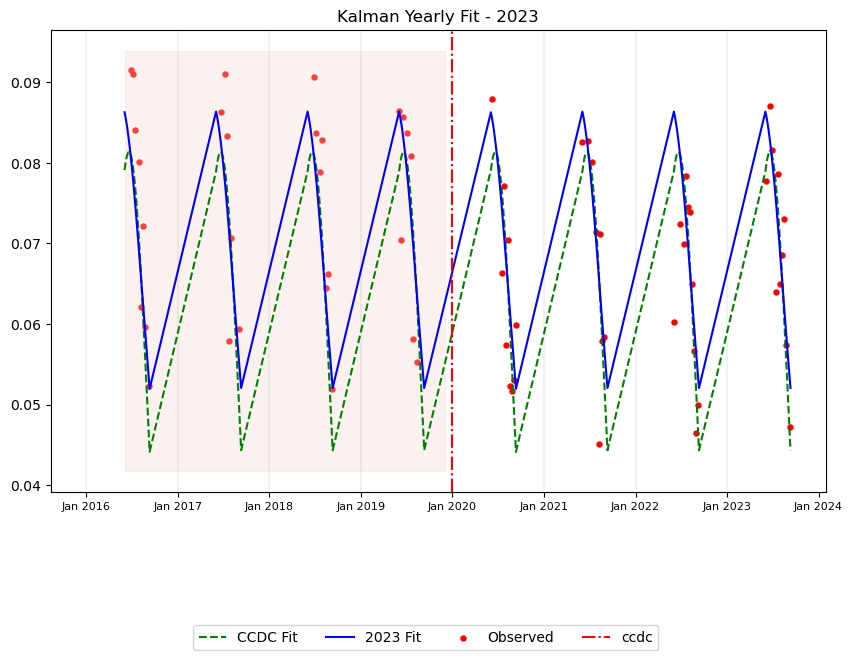 Kalman Yearly Fit - 2023
0.09
0.08
0.07
0.06
0.05
0.04
Jan 2016 Jan 2017 Jan 2018 Jan 2019 Jan 2020 Jan 2021 Jan 2022 Jan 2023 Jan 2024
CCDC Fit 2023 Fit Observed ccdc